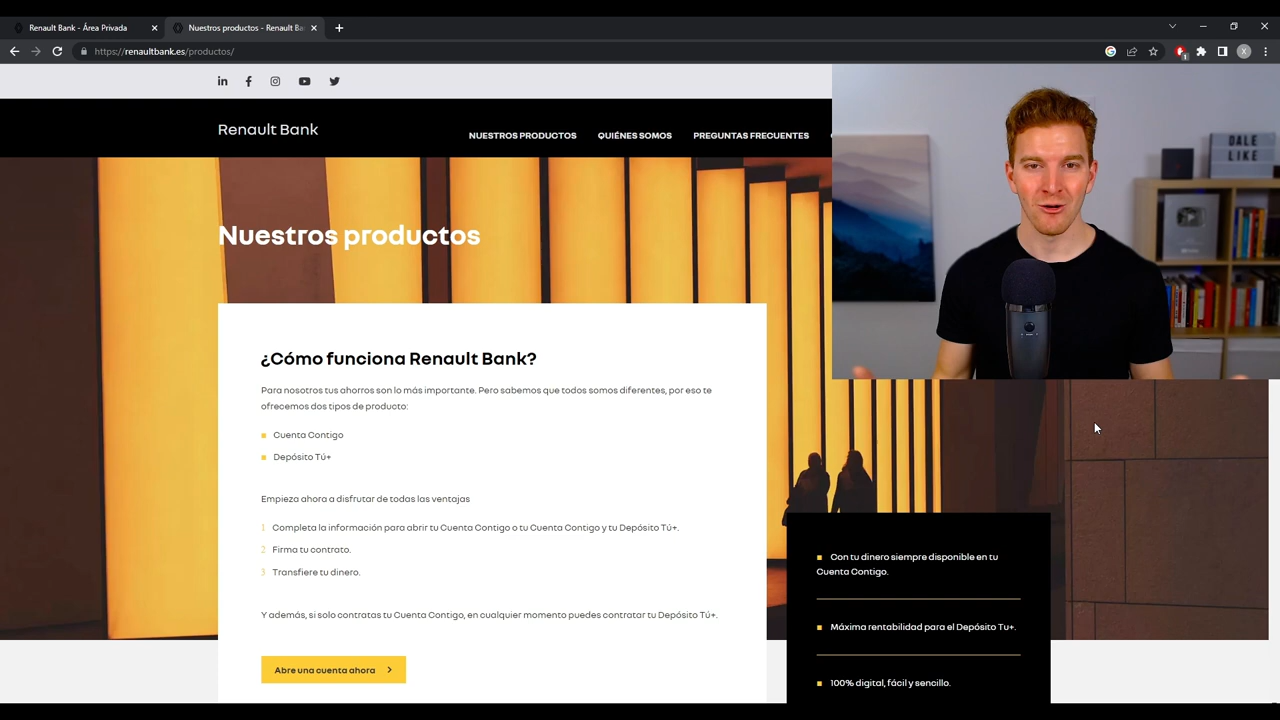 Renault Bank - Área Privada
Nuestros productos - Renault Ba
https://renaultbank.es/productos/
X
1
Renault Bank
NUESTROS PRODUCTOS
QUIÉNES SOMOS
PREGUNTAS FRECUENTES
DALE
LIKE
Nuestros productos
¿Cómo funciona Renault Bank?
Para nosotros tus ahorros son lo más importante. Pero sabemos que todos somos diferentes, por eso te
ofrecemos dos tipos de producto:
Cuenta Contigo
Depósito Tú+
Empieza ahora a disfrutar de todas las ventajas
1 Completa la información para abrir tu Cuenta Contigo o tu Cuenta Contigo y tu Depósito Tú+.
2 Firma tu contrato.
3 Transfiere tu dinero.
Y además, si solo contratas tu Cuenta Contigo, en cualquier momento puedes contratar tu Depósito Tú+.
Abre una cuenta ahora
Con tu dinero siempre disponible en tu
Cuenta Contigo.
Máxima rentabilidad para el Depósito Tu+.
100% digital, fácil y sencillo.